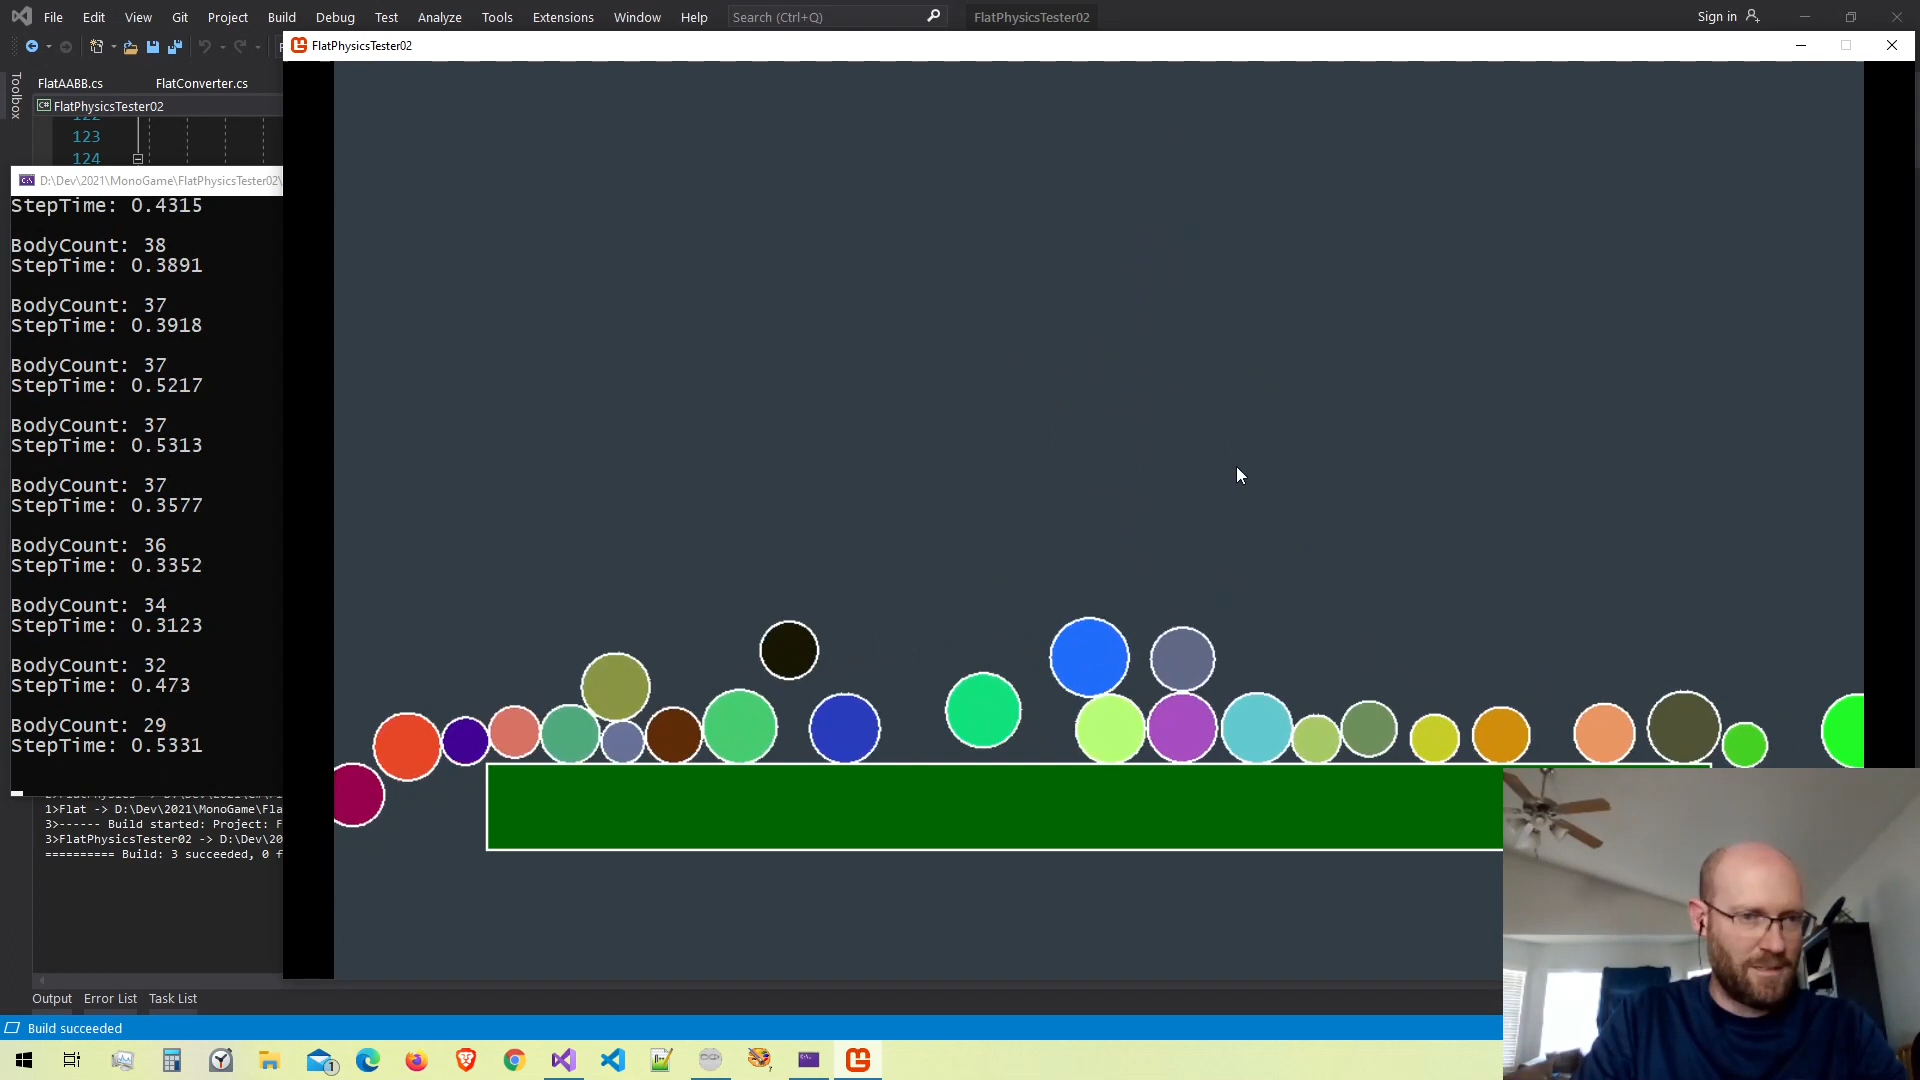 File Edit View Git Project Build Debug Test Analyze Tools Extensions Window Help Search (Ctrl+Q) FlatPhysicsTester02 Sign in
FlatPhysicsTester02
Toolbox
FlatAABB.cs FlatConverter.cs
FlatPhysicsTester02
122
123
124
D:\Dev\2021\MonoGame\FlatPhysicsTester02\
StepTime: 0.4315
BodyCount: 38
StepTime: 0.3891
BodyCount: 37
StepTime: 0.3918
BodyCount: 37
StepTime: 0.5217
BodyCount: 37
StepTime: 0.5313
BodyCount: 37
StepTime: 0.3577
BodyCount: 36
StepTime: 0.3352
BodyCount: 34
StepTime: 0.3123
BodyCount: 32
StepTime: 0.473
BodyCount: 29
StepTime: 0.5331
1>Flat -> D:\Dev\2021\MonoGame\Fla
3>------ Build started: Project: F
3>FlatPhysicsTester02 -> D:\Dev\20
========== Build: 3 succeeded, 0 f
Output Error List Task List
Build succeeded